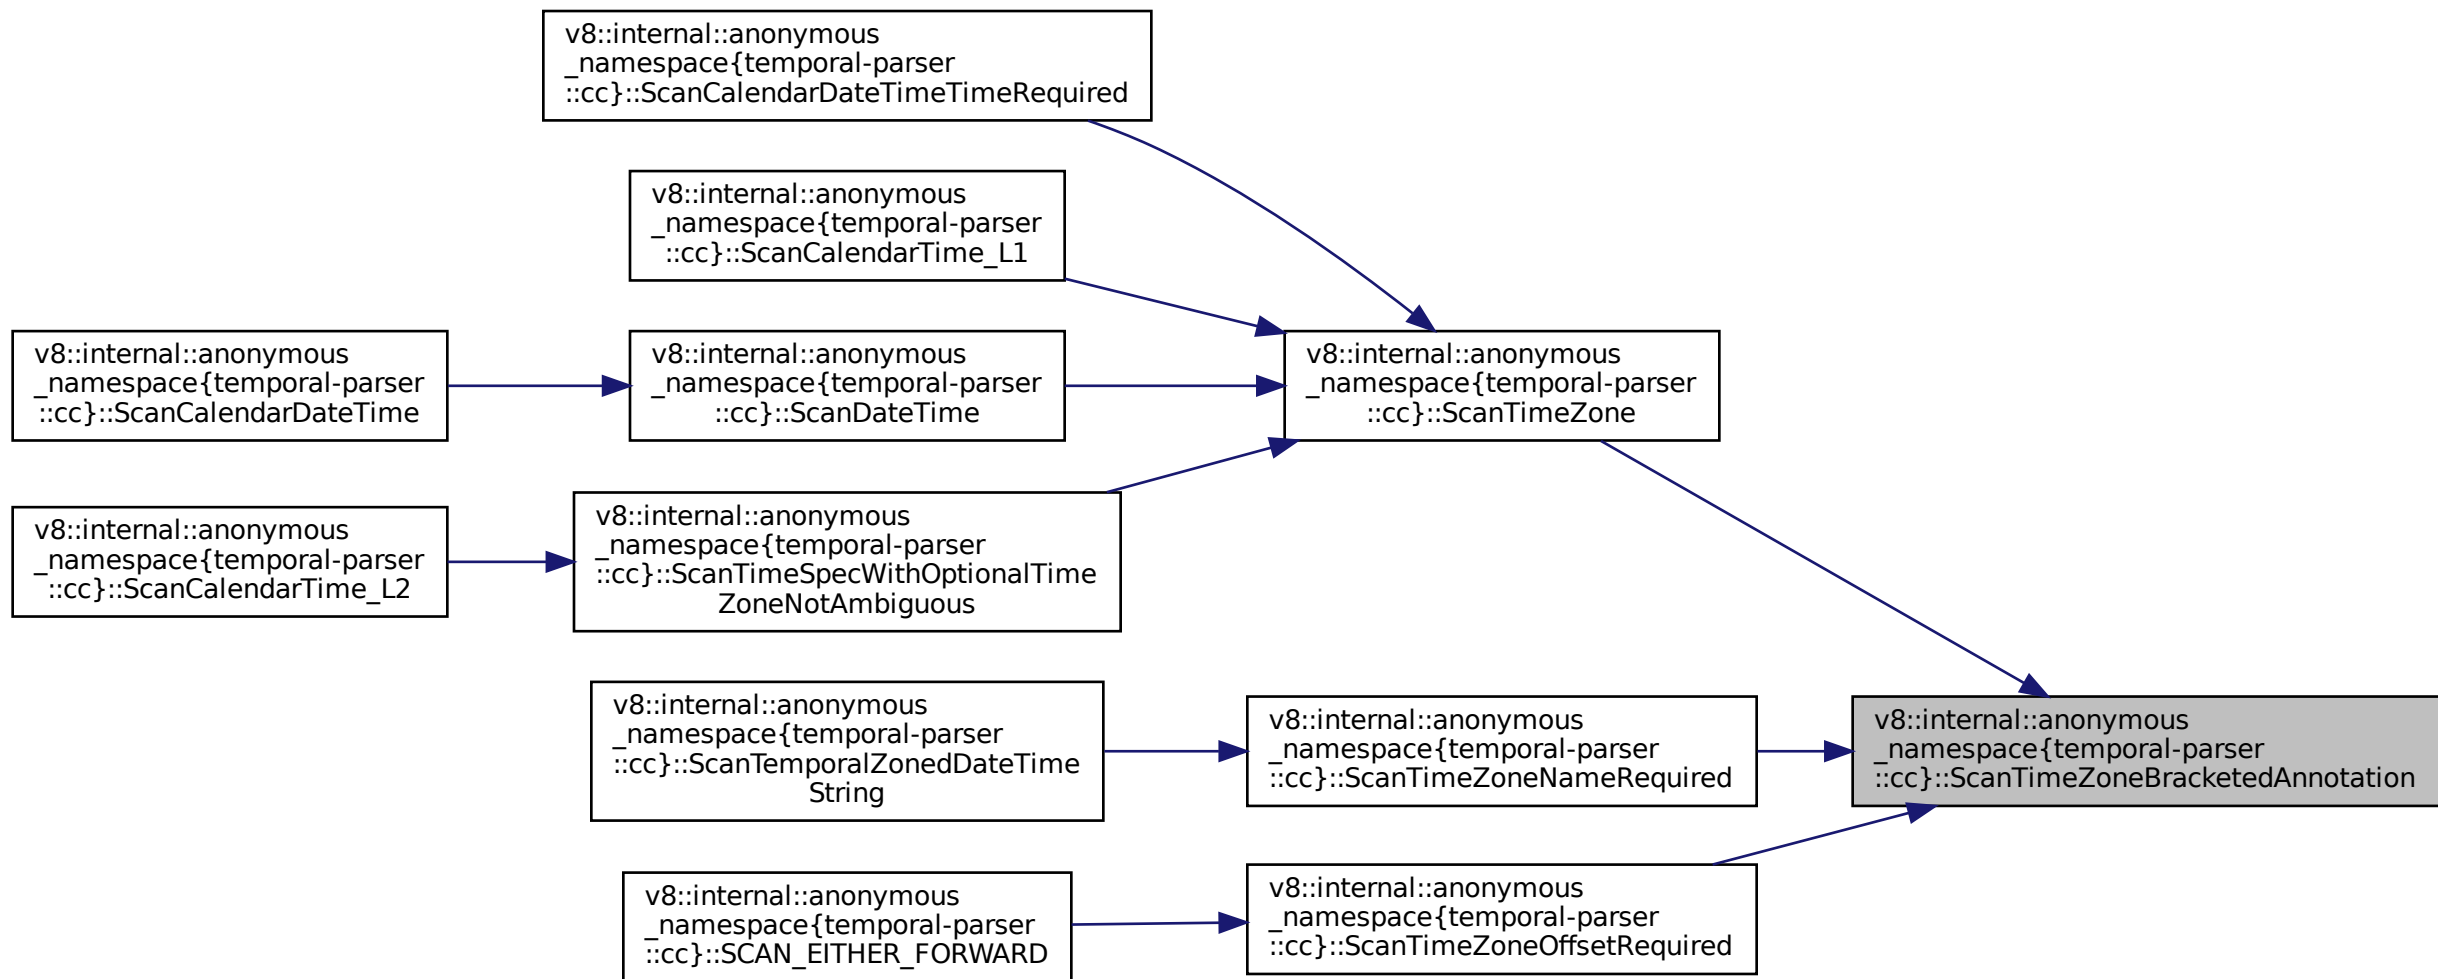 v8::internal::anonymous
_namespace{temporal-parser
::cc}::ScanCalendarDateTimeTimeRequired
v8::internal::anonymous
_namespace{temporal-parser
::cc}::ScanCalendarTime_L1
v8::internal::anonymous
_namespace{temporal-parser
::cc}::ScanCalendarDateTime
v8::internal::anonymous
_namespace{temporal-parser
::cc}::ScanDateTime
v8::internal::anonymous
_namespace{temporal-parser
::cc}::ScanTimeZone
v8::internal::anonymous
_namespace{temporal-parser
::cc}::ScanCalendarTime_L2
v8::internal::anonymous
_namespace{temporal-parser
::cc}::ScanTimeSpecWithOptionalTime
ZoneNotAmbiguous
v8::internal::anonymous
_namespace{temporal-parser
::cc}::ScanTemporalZonedDateTime
String
v8::internal::anonymous
_namespace{temporal-parser
::cc}::ScanTimeZoneNameRequired
v8::internal::anonymous
_namespace{temporal-parser
::cc}::ScanTimeZoneBracketedAnnotation
v8::internal::anonymous
_namespace{temporal-parser
::cc}::SCAN_EITHER_FORWARD
v8::internal::anonymous
_namespace{temporal-parser
::cc}::ScanTimeZoneOffsetRequired